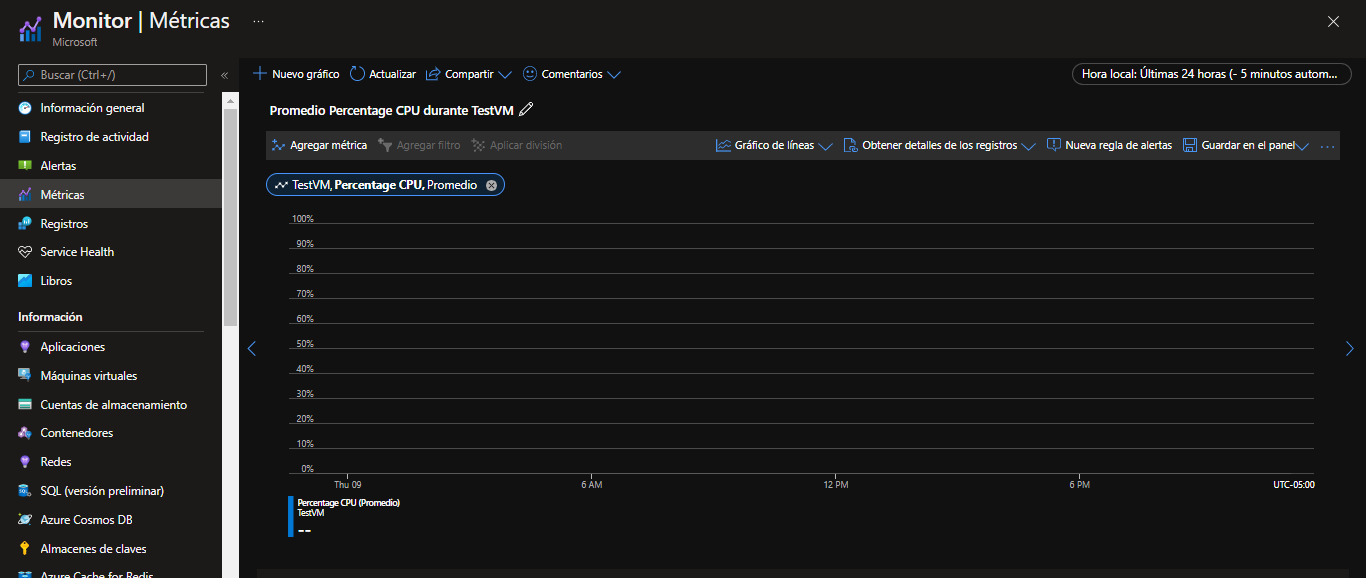 Monitor | Métricas ...
Microsoft
Buscar (Ctrl+/)
«
Información general
Registro de actividad
Alertas
Métricas
Registros
Service Health
Libros
Información
Aplicaciones
Máquinas virtuales
Cuentas de almacenamiento
Contenedores
Redes
SQL (versión preliminar)
Azure Cosmos DB
Almacenes de claves
Azure Cache for Redis
Nuevo gráfico Actualizar Compartir Comentarios
Hora local: Últimas 24 horas (- 5 minutos autom...
Promedio Percentage CPU durante TestVM
Agregar métrica Agregar filtro Aplicar división Gráfico de líneas Obtener detalles de los registros Nueva regla de alertas Guardar en el panel ...
TestVM, Percentage CPU, Promedio
100%
90%
80%
70%
60%
50%
40%
30%
20%
10%
0%
Thu 09 6 AM 12 PM 6 PM UTC-05:00
Percentage CPU (Promedio)
TestVM
--